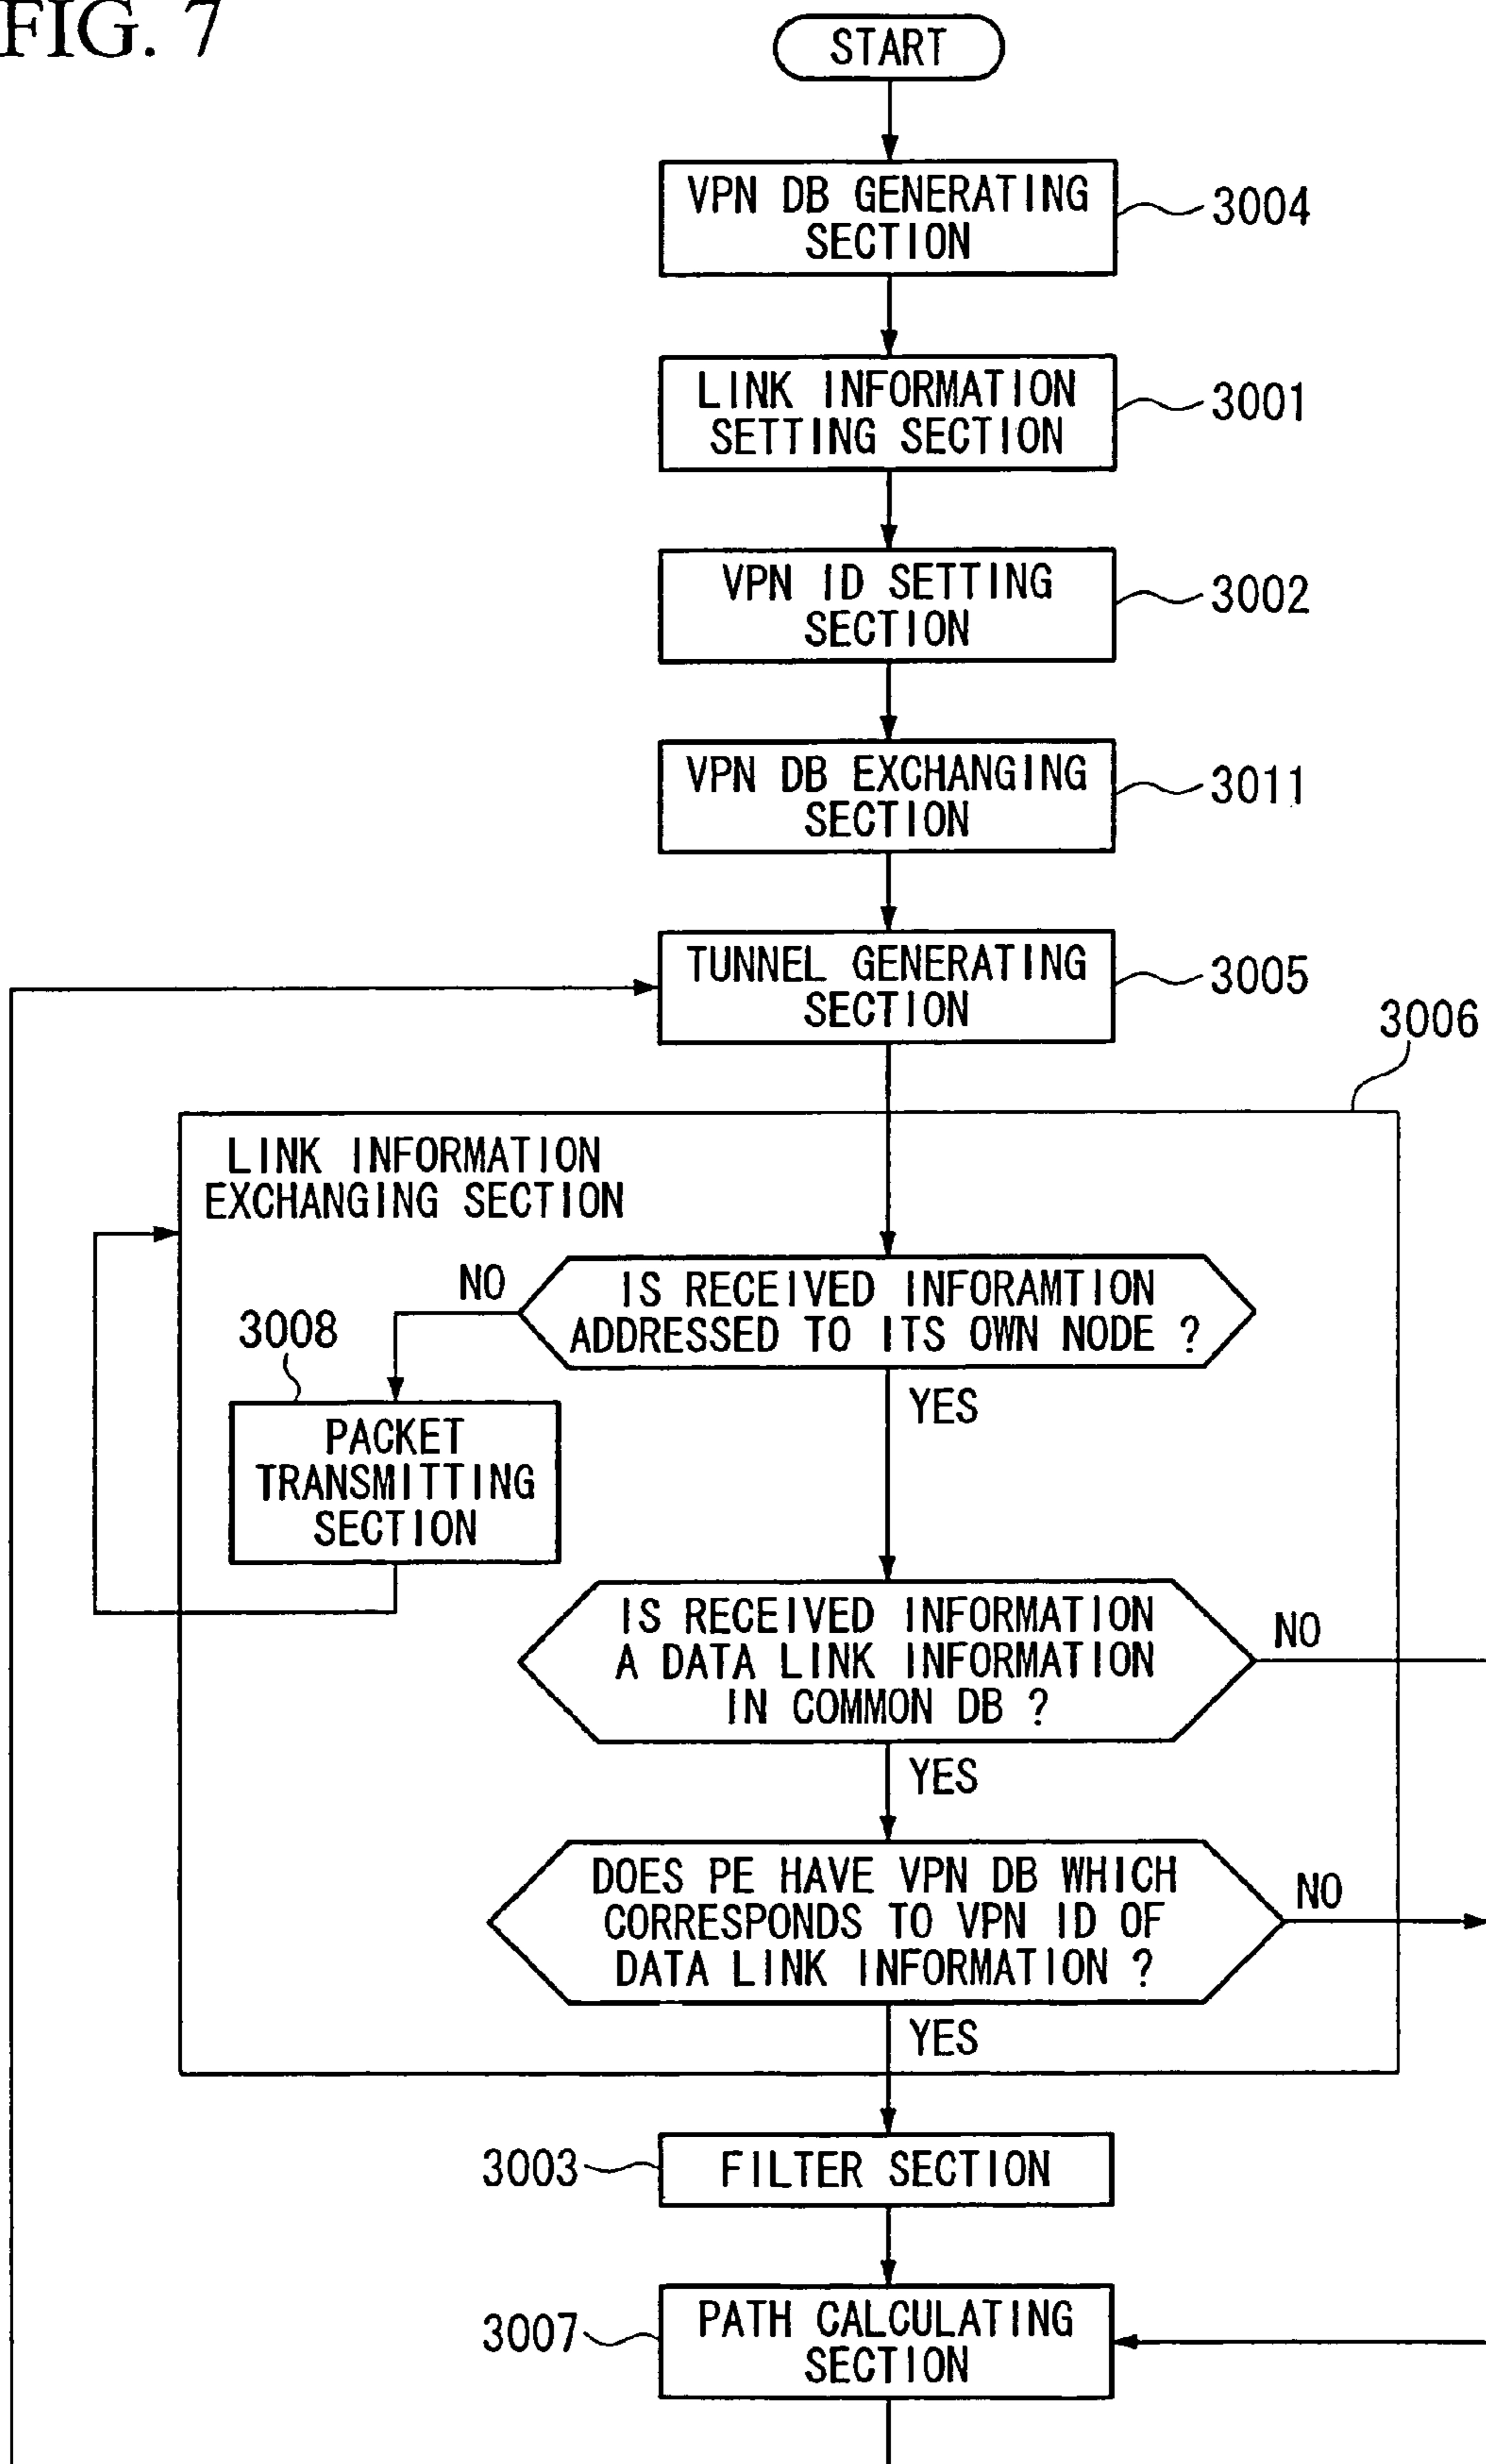 FIG. 7
START
VPN DB GENERATING
SECTION
3004
LINK INFORMATION
SETTING SECTION
3001
VPN ID SETTING
SECTION
3002
VPN DB EXCHANGING
SECTION
3011
TUNNEL GENERATING
SECTION
3005
3006
LINK INFORMATION
EXCHANGING SECTION
NO
IS RECEIVED INFORAMTION
ADDRESSED TO ITS OWN NODE ?
3008
YES
PACKET
TRANSMITTING
SECTION
IS RECEIVED INFORMATION
A DATA LINK INFORMATION
IN COMMON DB ?
NO
YES
DOES PE HAVE VPN DB WHICH
CORRESPONDS TO VPN ID OF
DATA LINK INFORMATION ?
NO
YES
3003
FILTER SECTION
3007
PATH CALCULATING
SECTION